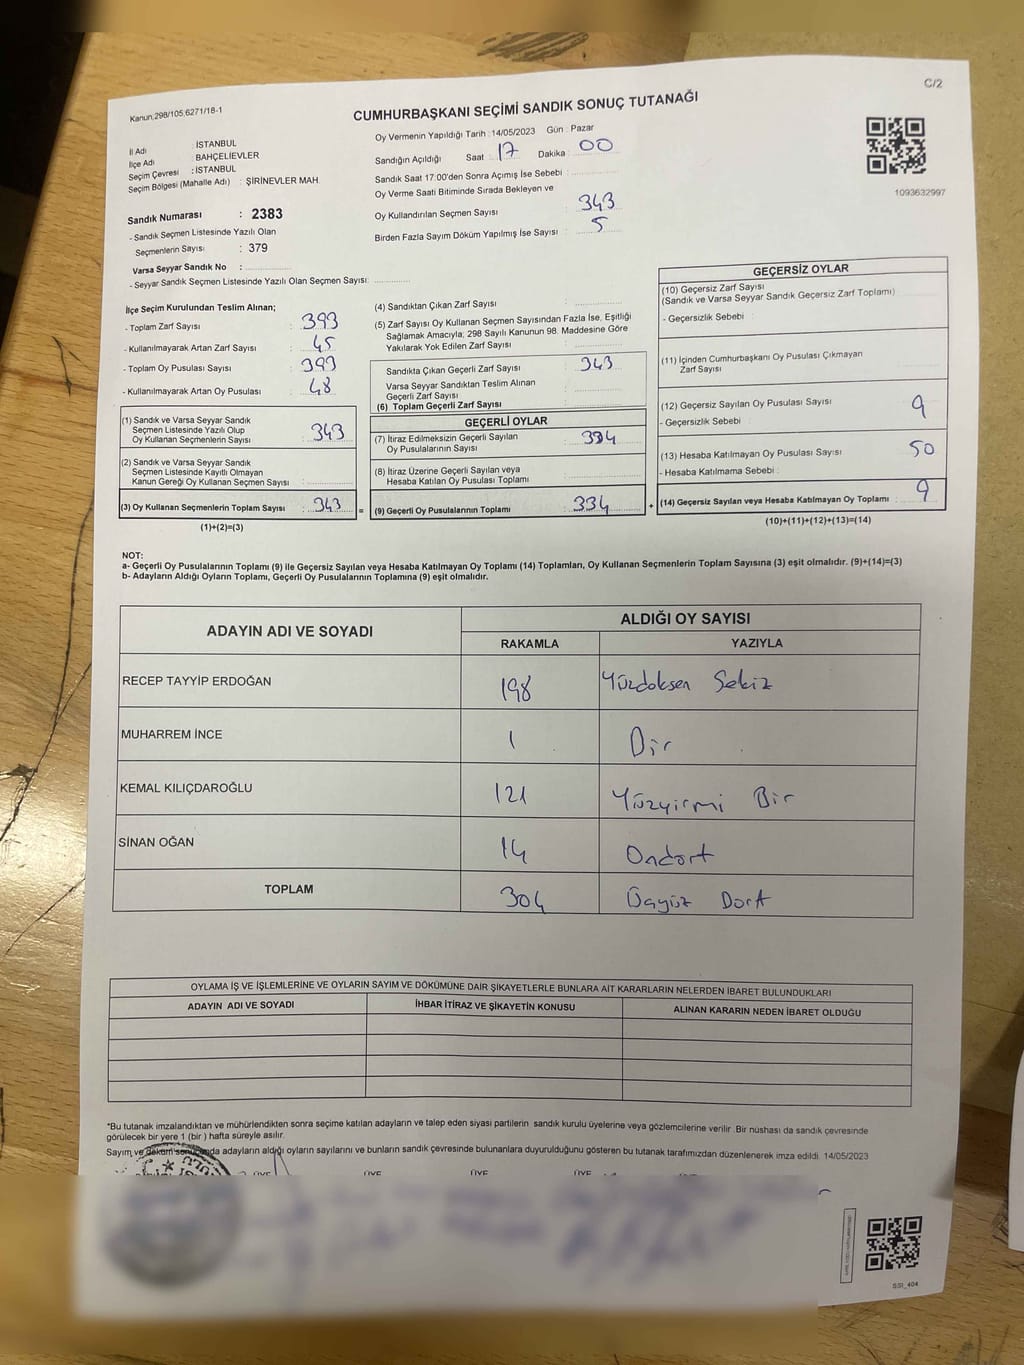 C/2
Kanun:298/105;6271/18-1
CUMHURBAŞKANI SEÇİMİ SANDIK SONUÇ TUTANAĞI
İl Adı : İSTANBUL
İlçe Adı : BAHÇELİEVLER
Seçim Çevresi : İSTANBUL
Seçim Bölgesi (Mahalle Adı) : ŞİRİNEVLER MAH.
Oy Vermenin Yapıldığı Tarih :14/05/2023 Gün : Pazar
Sandığın Açıldığı Saat : 17 Dakika : 00
Sandık Saat 17:00'den Sonra Açımış İse Sebebi :
Oy Verme Saati Bitiminde Sırada Bekleyen ve
Oy Kullandırılan Seçmen Sayısı : 343
Birden Fazla Sayım Döküm Yapılmış İse Sayısı : 5
1093632997
Sandık Numarası : 2383
- Sandık Seçmen Listesinde Yazılı Olan
Seçmenlerin Sayısı : 379
Varsa Seyyar Sandık No :
- Seyyar Sandık Seçmen Listesinde Yazılı Olan Seçmen Sayısı:
İlçe Seçim Kurulundan Teslim Alınan;
- Toplam Zarf Sayısı : 393
- Kullanılmayarak Artan Zarf Sayısı : 45
- Toplam Oy Pusulası Sayısı : 393
- Kullanılmayarak Artan Oy Pusulası : 48
(1) Sandık ve Varsa Seyyar Sandık
Seçmen Listesinde Yazılı Olup
Oy Kullanan Seçmenlerin Sayısı : 343
(2) Sandık ve Varsa Seyyar Sandık
Seçmen Listesinde Kayıtlı Olmayan
Kanun Gereği Oy Kullanan Seçmen Sayısı :
(3) Oy Kullanan Seçmenlerin Toplam Sayısı : 343 =
(1)+(2)=(3)
(4) Sandıktan Çıkan Zarf Sayısı :
(5) Zarf Sayısı Oy Kullanan Seçmen Sayısından Fazla İse, Eşitliği
Sağlamak Amacıyla; 298 Sayılı Kanunun 98. Maddesine Göre
Yakılarak Yok Edilen Zarf Sayısı :
Sandıkta Çıkan Geçerli Zarf Sayısı : 343
Varsa Seyyar Sandıktan Teslim Alınan
Geçerli Zarf Sayısı :
(6) Toplam Geçerli Zarf Sayısı :
GEÇERLİ OYLAR
(7) İtiraz Edilmeksizin Geçerli Sayılan
Oy Pusulalarının Sayısı : 334
(8) İtiraz Üzerine Geçerli Sayılan veya
Hesaba Katılan Oy Pusulası Toplamı :
(9) Geçerli Oy Pusulalarının Toplamı : 334 +
GEÇERSİZ OYLAR
(10) Geçersiz Zarf Sayısı
(Sandık ve Varsa Seyyar Sandık Geçersiz Zarf Toplamı)
- Geçersizlik Sebebi :
(11) İçinden Cumhurbaşkanı Oy Pusulası Çıkmayan
Zarf Sayısı
(12) Geçersiz Sayılan Oy Pusulası Sayısı 9
- Geçersizlik Sebebi :
(13) Hesaba Katılmayan Oy Pusulası Sayısı 50
- Hesaba Katılmama Sebebi :
(14) Geçersiz Sayılan veya Hesaba Katılmayan Oy Toplamı : 9
(10)+(11)+(12)+(13)=(14)
NOT:
a- Geçerli Oy Pusulalarının Toplamı (9) ile Geçersiz Sayılan veya Hesaba Katılmayan Oy Toplamı (14) Toplamları, Oy Kullanan Seçmenlerin Toplam Sayısına (3) eşit olmalıdır. (9)+(14)=(3)
b- Adayların Aldığı Oyların Toplamı, Geçerli Oy Pusulalarının Toplamına (9) eşit olmalıdır.
ADAYIN ADI VE SOYADI ALDIĞI OY SAYISI
RAKAMLA YAZIYLA
RECEP TAYYİP ERDOĞAN 198 Yüzdoksen Sekiz
MUHARREM İNCE 1 Bir
KEMAL KILIÇDAROĞLU 121 Yüzyirmi Bir
SİNAN OĞAN 14 Ondort
TOPLAM 304 Üçyüz Dort
OYLAMA İŞ VE İŞLEMLERİNE VE OYLARIN SAYIM VE DÖKÜMÜNE DAİR ŞİKAYETLERLE BUNLARA AİT KARARLARIN NELERDEN İBARET BULUNDUKLARI
ADAYIN ADI VE SOYADI İHBAR İTİRAZ VE ŞİKAYETİN KONUSU ALINAN KARARIN NEDEN İBARET OLDUĞU
*Bu tutanak imzalandıktan ve mühürlendikten sonra seçime katılan adayların ve talep eden siyasi partilerin sandık kurulu üyelerine veya gözlemcilerine verilir. Bir nüshası da sandık çevresinde
görülecek bir yere 1 (bir ) hafta süreyle asılır.
Sayım ve döküm sonucunda adayların aldığı oyların sayılarını ve bunların sandık çevresinde bulunanlara duyurulduğunu gösteren bu tutanak tarafımızdan düzenlenerek imza edildi. 14/05/2023
ÜYE ÜYE ÜYE ÜYE
SSI_404